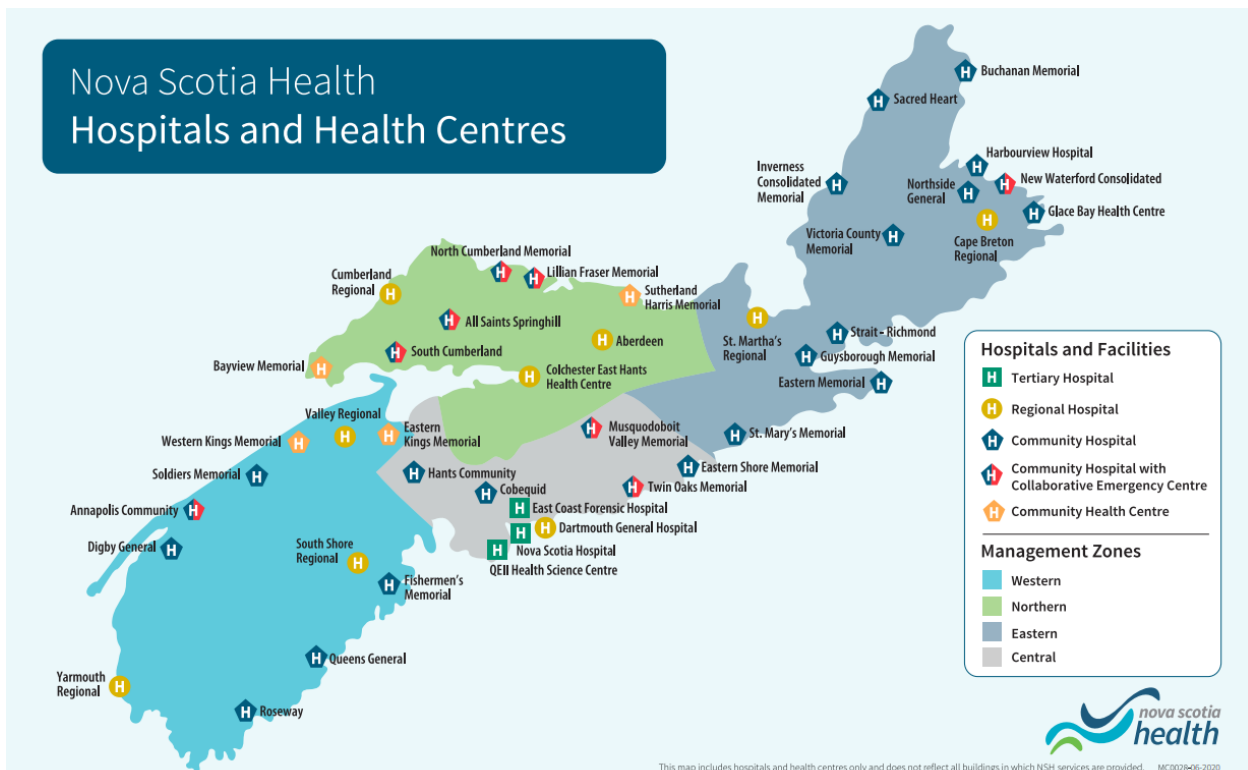 Nova Scotia Health
Hospitals and Health Centres
Buchanan Memorial
Sacred Heart
Harbourview Hospital
Inverness
Consolidated
Memorial
New Waterford Consolidated
Northside
General
Glace Bay Health Centre
Victoria County
Memorial
Cape Breton
Regional
North Cumberland Memorial
Lillian Fraser Memorial
Cumberland
Regional
Sutherland
Harris Memorial
All Saints Springhill
Aberdeen
St. Martha's
Regional
Strait - Richmond
South Cumberland
Guysborough Memorial
Bayview Memorial
Colchester East Hants
Health Centre
Eastern Memorial
Valley Regional
Eastern
Kings Memorial
Musquodoboit
Valley Memorial
St. Mary's Memorial
Western Kings Memorial
Soldiers Memorial
Hants Community
Eastern Shore Memorial
Cobequid
Twin Oaks Memorial
Annapolis Community
East Coast Forensic Hospital
Dartmouth General Hospital
Digby General
South Shore
Regional
Nova Scotia Hospital
QEII Health Science Centre
Fishermen's
Memorial
Queens General
Yarmouth
Regional
Roseway
Hospitals and Facilities
H Tertiary Hospital
H Regional Hospital
H Community Hospital
H Community Hospital with
Collaborative Emergency Centre
H Community Health Centre
Management Zones
Western
Northern
Eastern
Central
nova scotia
health
This map includes hospitals and health centres only and does not reflect all buildings in which NSH services are provided. MC0028-06-2020